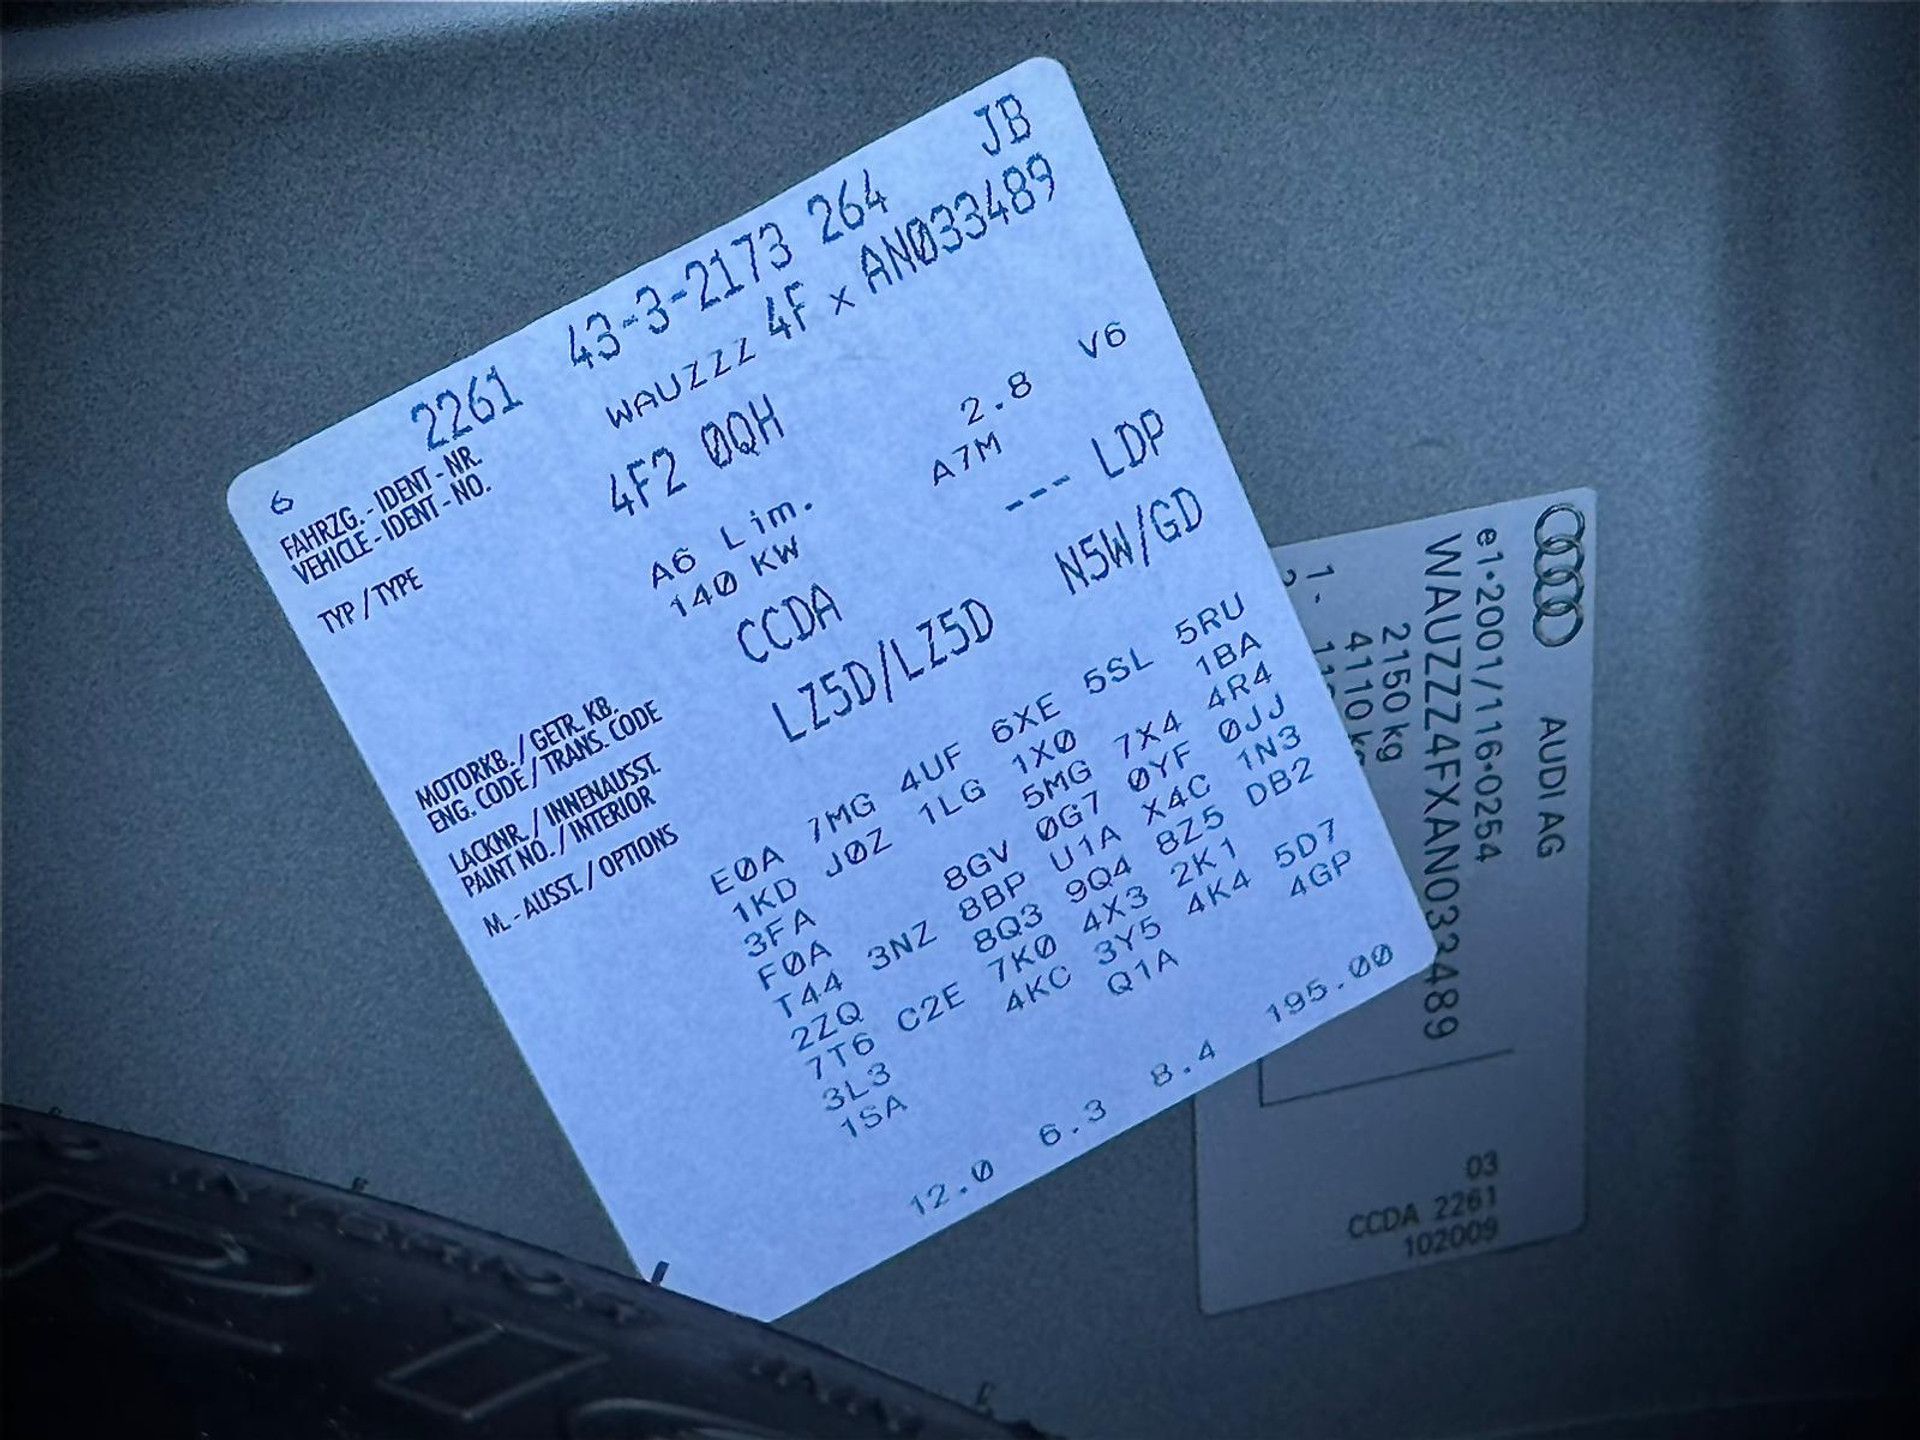 2261 43-3-2173 264 JB
6
FAHRZG.-IDENT-NR.
VEHICLE-IDENT-NO.
WAUZZZ 4F x AN033489
TYP/TYPE
4F2 0QH
A6 Lim. 2.8 V6
140 KW A7M
MOTORKB./GETR.KB.
ENG.CODE/TRANS.CODE
CCDA --- LDP
LACKNR./INNENAUSST.
PAINT NO./INTERIOR
LZ5D/LZ5D N5W/GD
M.-AUSST./OPTIONS
E0A 7MG 4UF 6XE 5SL 5RU
1KD J0Z 1LG 1X0 1BA
3FA 5MG 7X4 4R4
F0A 8GV 0G7 0YF 0JJ
T44 3NZ 8BP U1A X4C 1N3
2ZQ 8Q3 9Q4 8Z5 DB2
7T6 C2E 7K0 4X3 2K1
3L3 4KC 3Y5 4K4 5D7
1SA Q1A 4GP
12.0 6.3 8.4 195.00
AUDI AG
e1*2001/116*0254
WAUZZZ4FXAN033489
2150 kg
4110
1.
03
CCDA 2261
102009